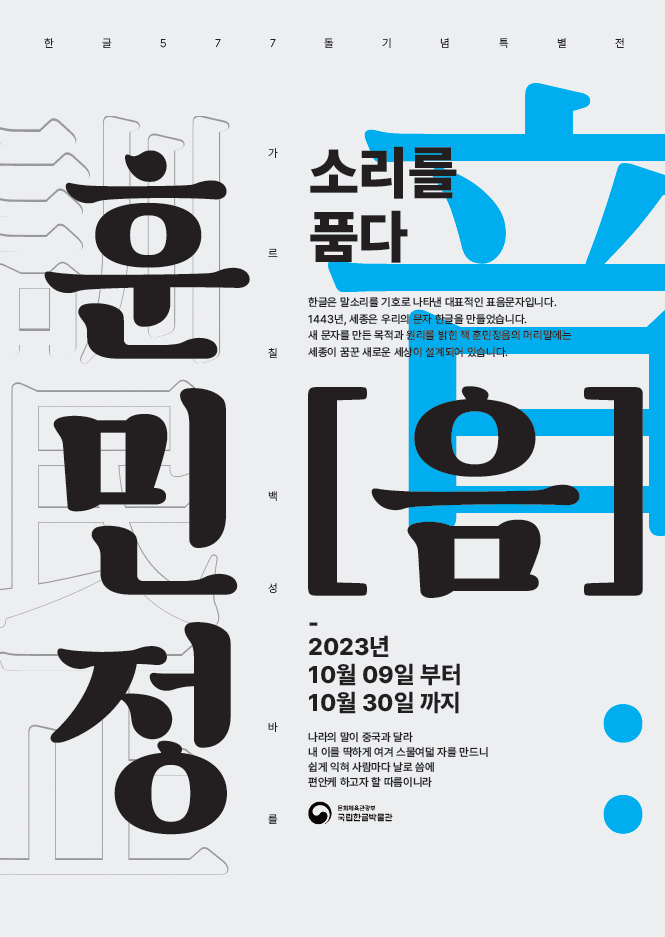 한 글 5 7 7 돌 기 념 특 별 전
訓民正
音
훈민정
가르칠 백성 바를
소리를
품다
한글은 말소리를 기호로 나타낸 대표적인 표음문자입니다.
1443년, 세종은 우리의 문자 한글을 만들었습니다.
새 문자를 만든 목적과 원리를 밝힌 책 훈민정음의 머리말에는
세종이 꿈꾼 새로운 세상이 설계되어 있습니다.
[음]
-
2023년
10월 09일 부터
10월 30일 까지
나라의 말이 중국과 달라
내 이를 딱하게 여겨 스물여덟 자를 만드니
쉽게 익혀 사람마다 날로 씀에
편안케 하고자 할 따름이니라
문화체육관광부
국립한글박물관